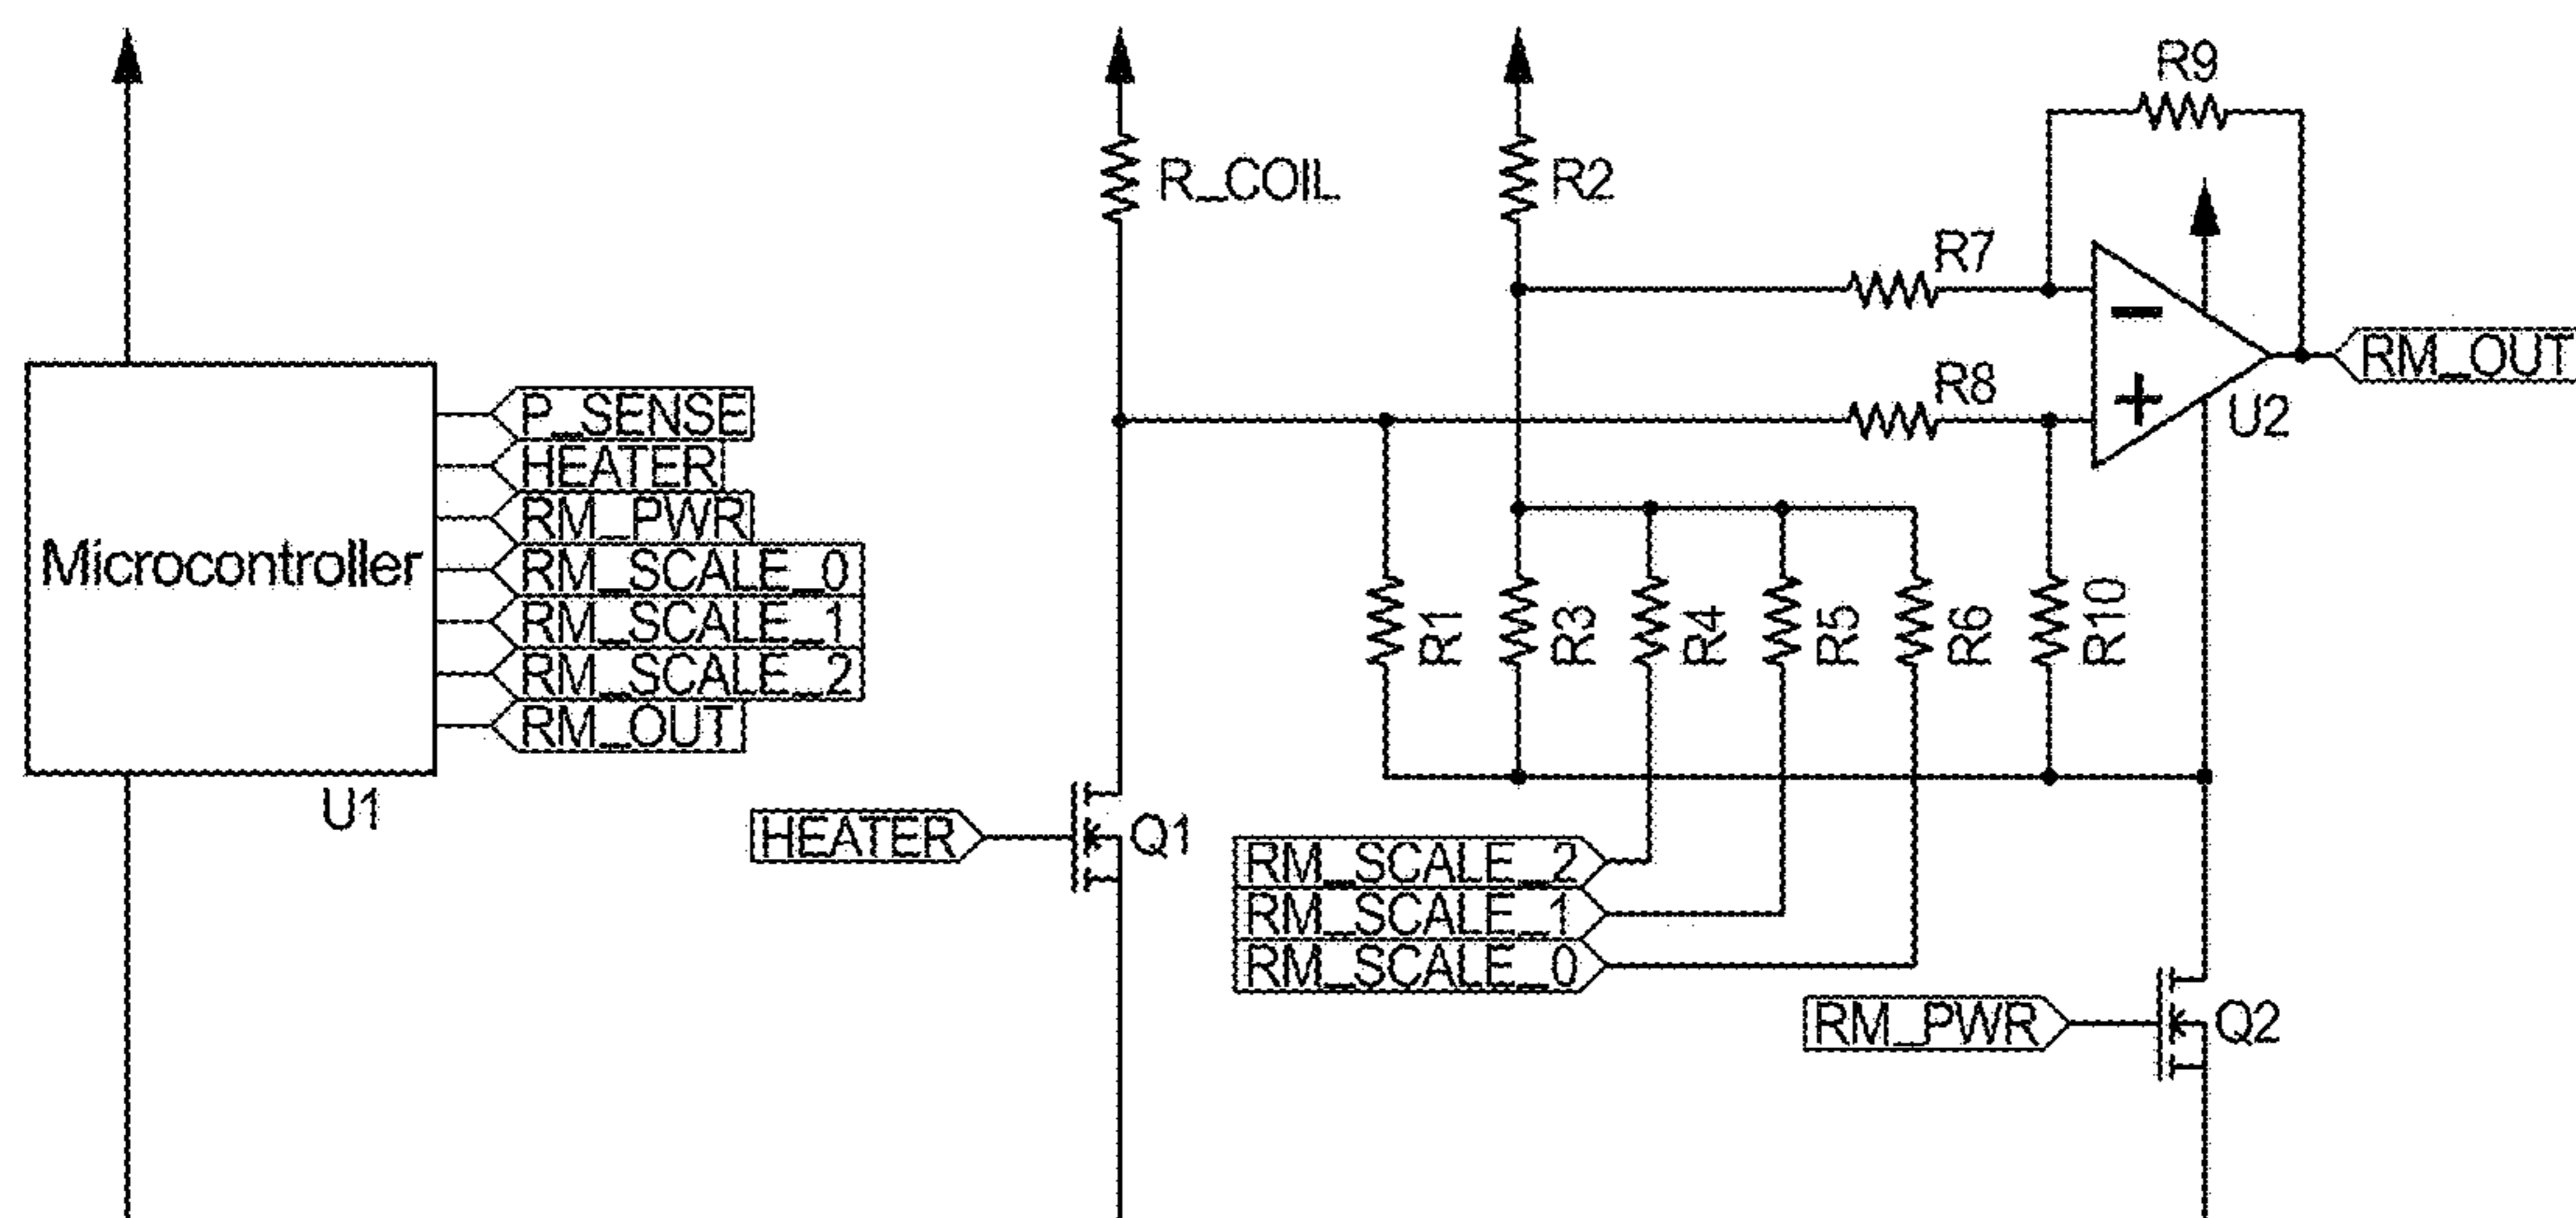 R9
R_COIL
R2
R7
R8
RM_OUT
U2
−
+
P_SENSE
HEATER
RM_PWR
RM_SCALE_0
RM_SCALE_1
RM_SCALE_2
RM_OUT
Microcontroller
U1
R1
R3
R4
R5
R6
R10
HEATER
Q1
RM_SCALE_2
RM_SCALE_1
RM_SCALE_0
RM_PWR
Q2